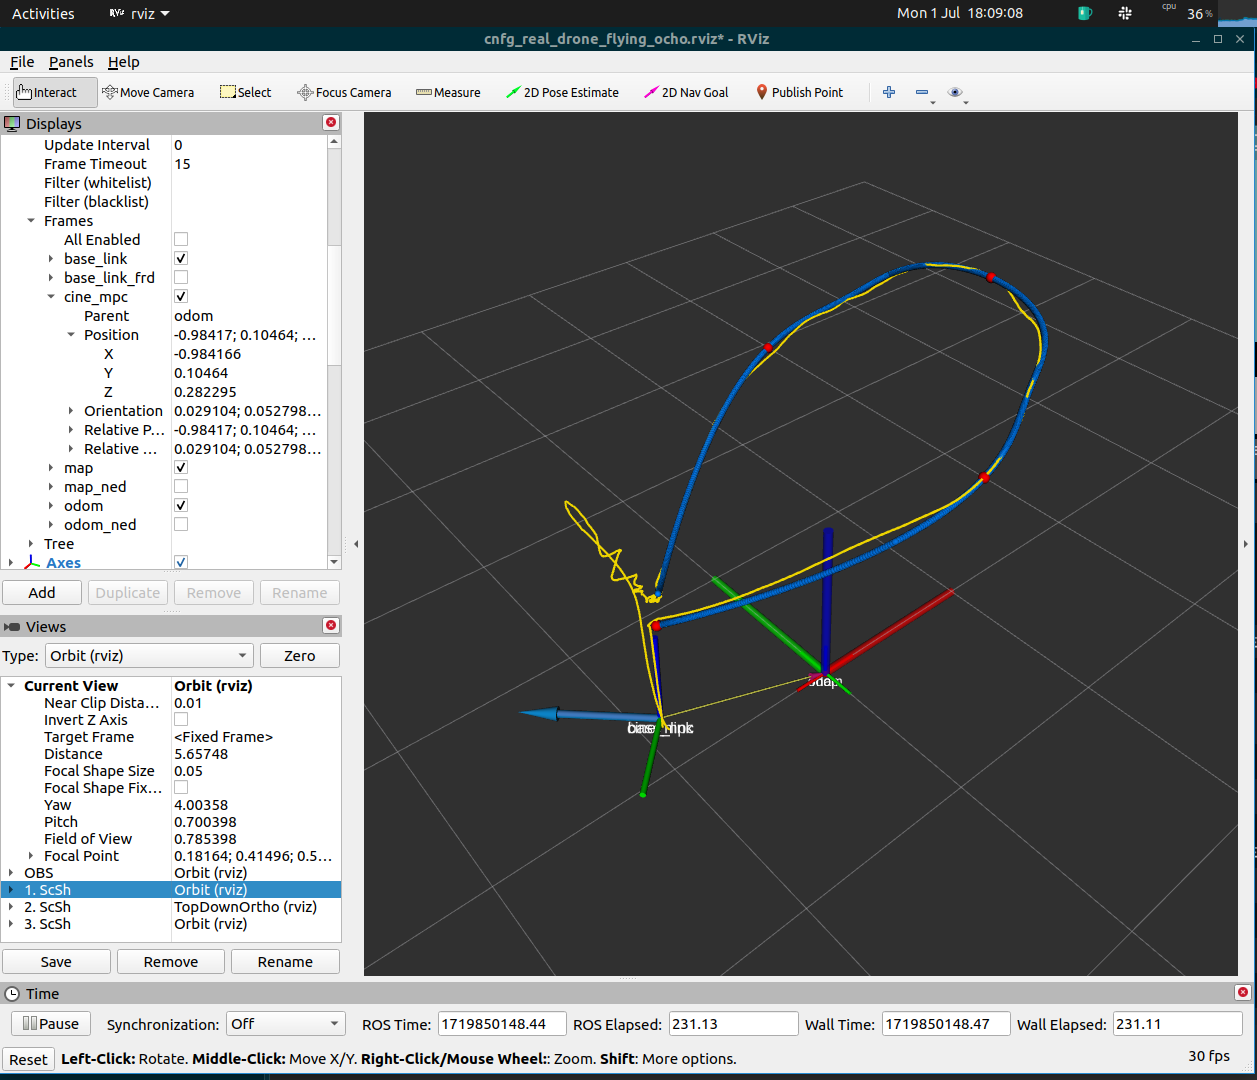 Activities rviz Mon 1 Jul 18:09:08 cpu 36%
cnfg_real_drone_flying_ocho.rviz* - RViz
File Panels Help
Interact Move Camera Select Focus Camera Measure 2D Pose Estimate 2D Nav Goal Publish Point
Displays
Update Interval 0
Frame Timeout 15
Filter (whitelist)
Filter (blacklist)
Frames
All Enabled
base_link
base_link_frd
cine_mpc
Parent odom
Position -0.98417; 0.10464; ...
X -0.984166
Y 0.10464
Z 0.282295
Orientation 0.029104; 0.052798...
Relative P... -0.98417; 0.10464; ...
Relative ... 0.029104; 0.052798...
map
map_ned
odom
odom_ned
Tree
Axes
Add Duplicate Remove Rename
Views
Type: Orbit (rviz) Zero
Current View Orbit (rviz)
Near Clip Dista... 0.01
Invert Z Axis
Target Frame <Fixed Frame>
Distance 5.65748
Focal Shape Size 0.05
Focal Shape Fix...
Yaw 4.00358
Pitch 0.700398
Field of View 0.785398
Focal Point 0.18164; 0.41496; 0.5...
OBS Orbit (rviz)
1. ScSh Orbit (rviz)
2. ScSh TopDownOrtho (rviz)
3. ScSh Orbit (rviz)
Save Remove Rename
Time
Pause Synchronization: Off ROS Time: 1719850148.44 ROS Elapsed: 231.13 Wall Time: 1719850148.47 Wall Elapsed: 231.11
Reset Left-Click: Rotate. Middle-Click: Move X/Y. Right-Click/Mouse Wheel:: Zoom. Shift: More options. 30 fps